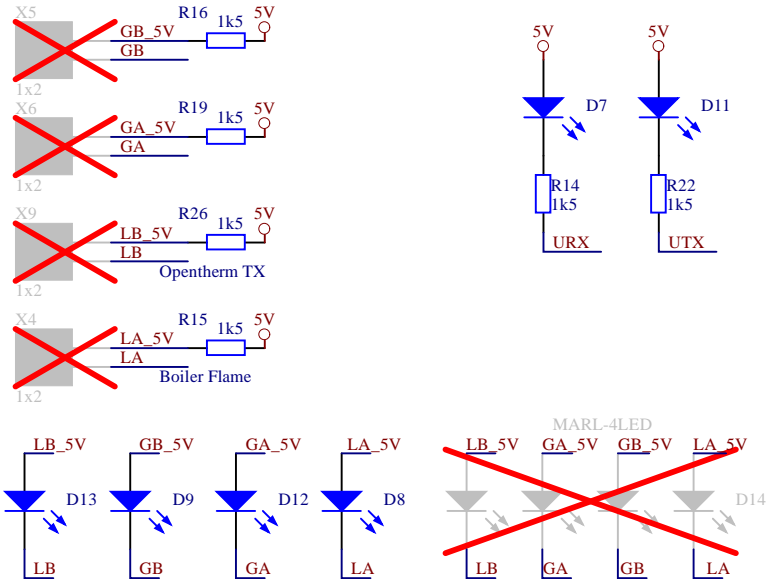 X5
R16
1k5
5V
GB_5V
GB
1x2
X6
R19
1k5
5V
GA_5V
GA
1x2
X9
R26
1k5
5V
LB_5V
LB
Opentherm TX
1x2
X4
R15
1k5
5V
LA_5V
LA
Boiler Flame
1x2
5V
D7
R14
1k5
URX
5V
D11
R22
1k5
UTX
LB_5V
D13
LB
GB_5V
D9
GB
GA_5V
D12
GA
LA_5V
D8
LA
MARL-4LED
LB_5V GA_5V GB_5V LA_5V
D14
LB GA GB LA